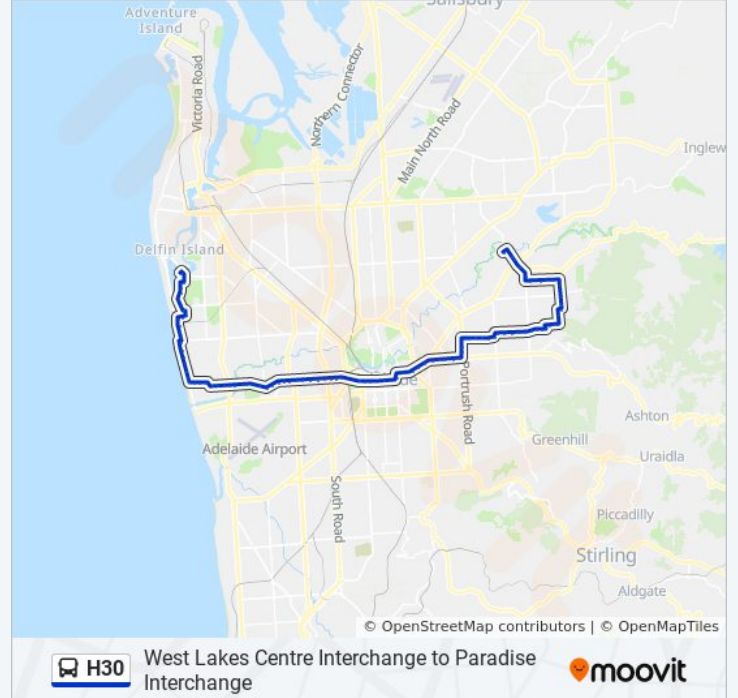 Salisbury
Adventure
Island
Victoria Road
Northern Connector
Main North Road
Inglew
Delfin Island
de
Portrush Road
Ashton
Greenhill
Adelaide Airport
Uraidla
South Road
Piccadilly
Stirling
Aldgate
© OpenStreetMap contributors | © OpenMapTiles
H30
West Lakes Centre Interchange to Paradise
Interchange
moovit